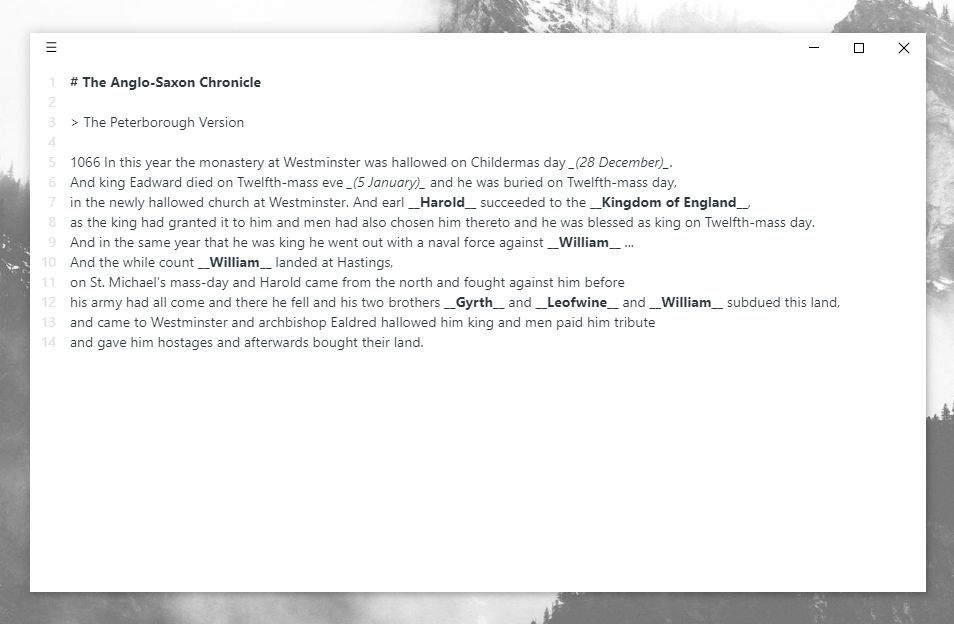 1 # The Anglo-Saxon Chronicle
2
3 > The Peterborough Version
4
5 1066 In this year the monastery at Westminster was hallowed on Childermas day _(28 December)_.
6 And king Eadward died on Twelfth-mass eve _(5 January)_ and he was buried on Twelfth-mass day,
7 in the newly hallowed church at Westminster. And earl __Harold__ succeeded to the __Kingdom of England__,
8 as the king had granted it to him and men had also chosen him thereto and he was blessed as king on Twelfth-mass day.
9 And in the same year that he was king he went out with a naval force against __William__ ...
10 And the while count __William__ landed at Hastings,
11 on St. Michael's mass-day and Harold came from the north and fought against him before
12 his army had all come and there he fell and his two brothers __Gyrth__ and __Leofwine__ and __William__ subdued this land,
13 and came to Westminster and archbishop Ealdred hallowed him king and men paid him tribute
14 and gave him hostages and afterwards bought their land.